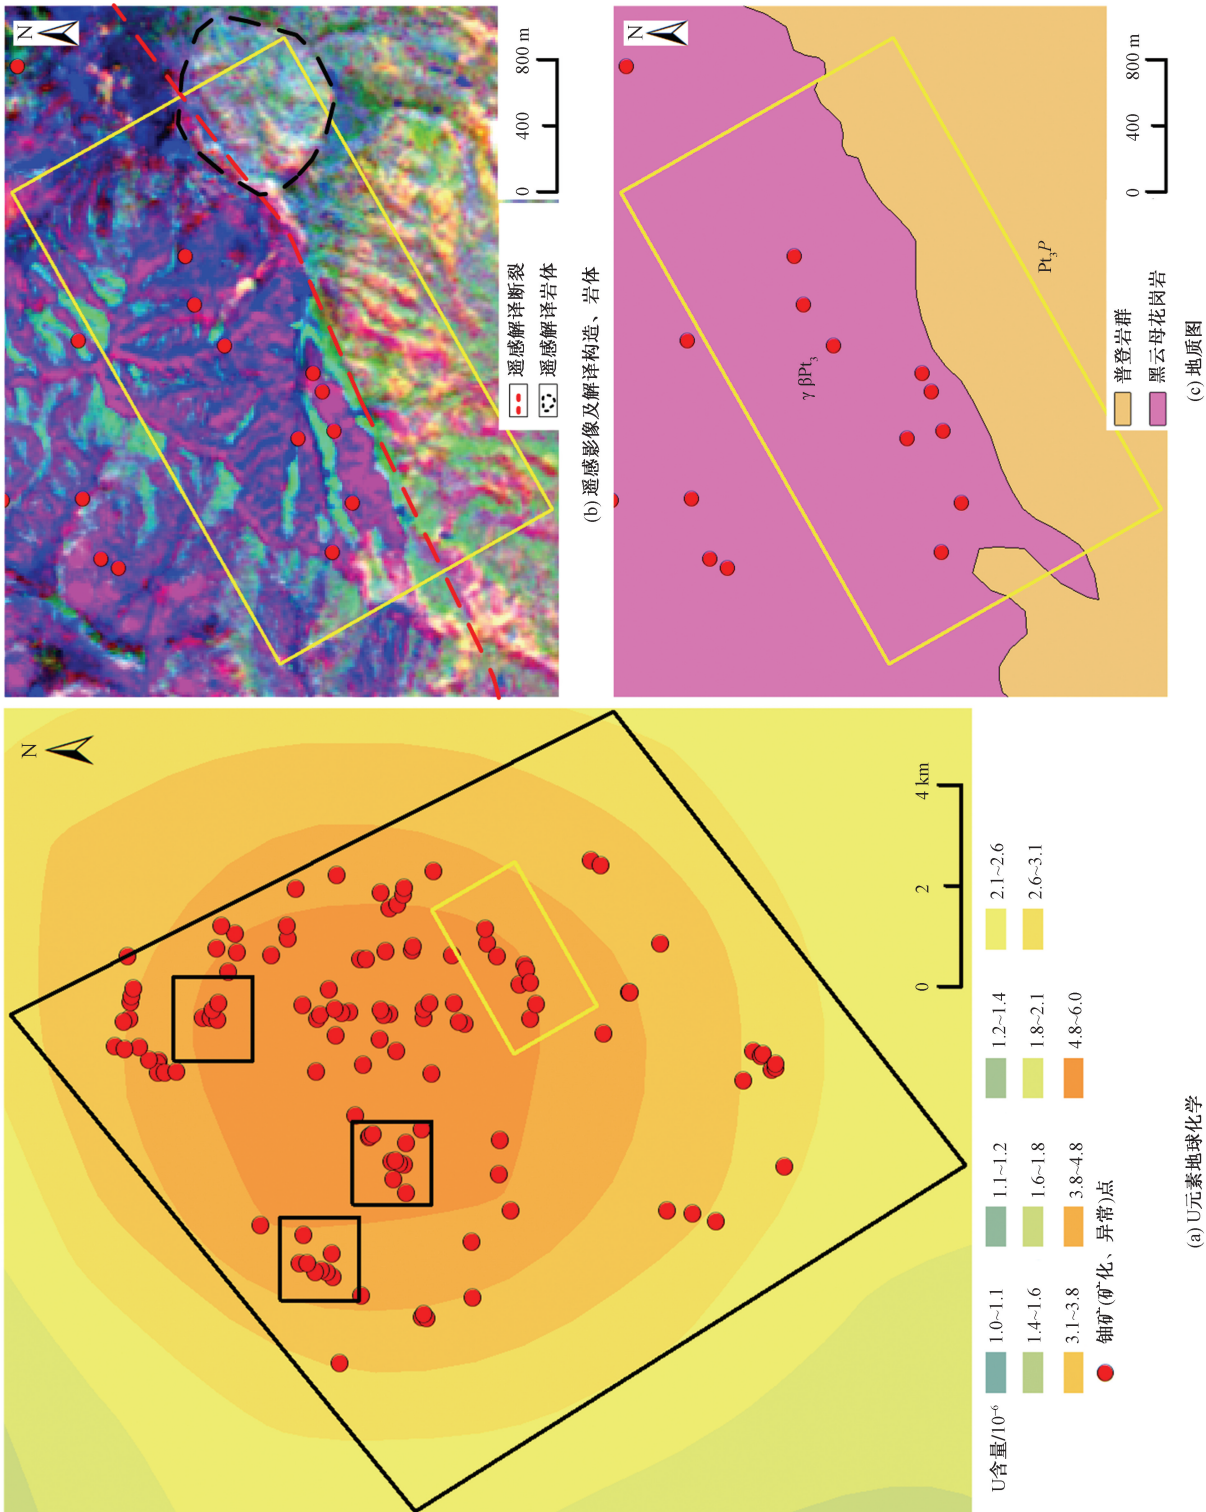 N
4 km
2
0
U含量/10⁻⁶
1.0~1.1
1.1~1.2
1.2~1.4
2.1~2.6
1.4~1.6
1.6~1.8
1.8~2.1
2.6~3.1
3.1~3.8
3.8~4.8
4.8~6.0
铀矿(矿化、异常)点
(a) U元素地球化学
N
0
400
800 m
遥感解译断裂
遥感解译岩体
(b) 遥感影像及解译构造、岩体
N
γβPt₃
Pt₃P
0
400
800 m
普登岩群
黑云母花岗岩
(c) 地质图